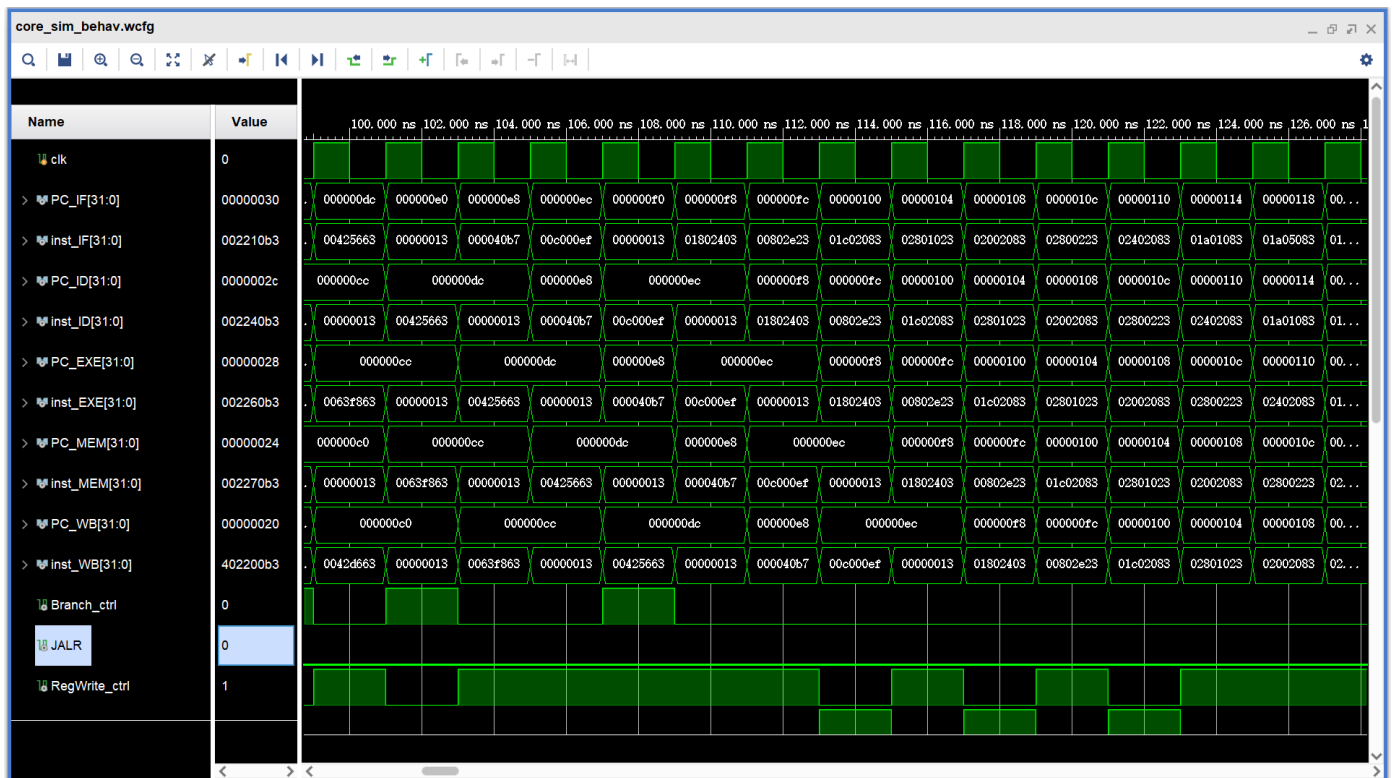 core_sim_behav.wcfg
Name Value 100.000 ns 102.000 ns 104.000 ns 106.000 ns 108.000 ns 110.000 ns 112.000 ns 114.000 ns 116.000 ns 118.000 ns 120.000 ns 122.000 ns 124.000 ns 126.000 ns 1
clk 0
PC_IF[31:0] 00000030 000000dc 000000e0 000000e8 000000ec 000000f0 000000f8 000000fc 00000100 00000104 00000108 0000010c 00000110 00000114 00000118 00...
inst_IF[31:0] 002210b3 00425663 00000013 000040b7 00c000ef 00000013 01802403 00802e23 01c02083 02801023 02002083 02800223 02402083 01a01083 01a05083 01...
PC_ID[31:0] 0000002c 000000cc 000000dc 000000e8 000000ec 000000f8 000000fc 00000100 00000104 00000108 0000010c 00000110 00000114 00...
inst_ID[31:0] 002240b3 00000013 00425663 00000013 000040b7 00c000ef 00000013 01802403 00802e23 01c02083 02801023 02002083 02800223 02402083 01a01083 01...
PC_EXE[31:0] 00000028 000000cc 000000dc 000000e8 000000ec 000000f8 000000fc 00000100 00000104 00000108 0000010c 00000110 00...
inst_EXE[31:0] 002260b3 0063f863 00000013 00425663 00000013 000040b7 00c000ef 00000013 01802403 00802e23 01c02083 02801023 02002083 02800223 02402083 01...
PC_MEM[31:0] 00000024 000000c0 000000cc 000000dc 000000e8 000000ec 000000f8 000000fc 00000100 00000104 00000108 0000010c 00...
inst_MEM[31:0] 002270b3 00000013 0063f863 00000013 00425663 00000013 000040b7 00c000ef 00000013 01802403 00802e23 01c02083 02801023 02002083 02800223 02...
PC_WB[31:0] 00000020 000000c0 000000cc 000000dc 000000e8 000000ec 000000f8 000000fc 00000100 00000104 00000108 00...
inst_WB[31:0] 402200b3 0042d663 00000013 0063f863 00000013 00425663 00000013 000040b7 00c000ef 00000013 01802403 00802e23 01c02083 02801023 02002083 02...
Branch_ctrl 0
JALR 0
RegWrite_ctrl 1